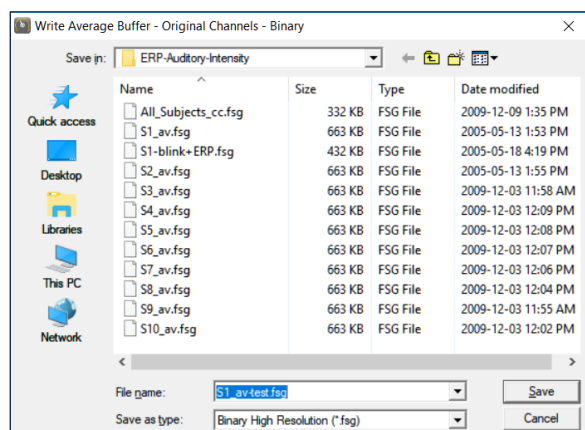 Write Average Buffer - Original Channels - Binary
Save in: ERP-Auditory-Intensity
Name Size Type Date modified
All_Subjects_cc.fsg 332 KB FSG File 2009-12-09 1:35 PM
S1_av.fsg 663 KB FSG File 2005-05-13 1:53 PM
S1-blink+ERP.fsg 432 KB FSG File 2005-05-18 4:19 PM
S2_av.fsg 663 KB FSG File 2005-05-13 1:55 PM
S3_av.fsg 663 KB FSG File 2009-12-03 11:58 AM
S4_av.fsg 663 KB FSG File 2009-12-03 12:09 PM
S5_av.fsg 663 KB FSG File 2009-12-03 12:08 PM
S6_av.fsg 663 KB FSG File 2009-12-03 12:07 PM
S7_av.fsg 663 KB FSG File 2009-12-03 12:06 PM
S8_av.fsg 663 KB FSG File 2009-12-03 12:04 PM
S9_av.fsg 663 KB FSG File 2009-12-03 11:55 AM
S10_av.fsg 663 KB FSG File 2009-12-03 12:02 PM
Quick access
Desktop
Libraries
This PC
Network
File name: S1_av-test.fsg Save
Save as type: Binary High Resolution (*.fsg) Cancel